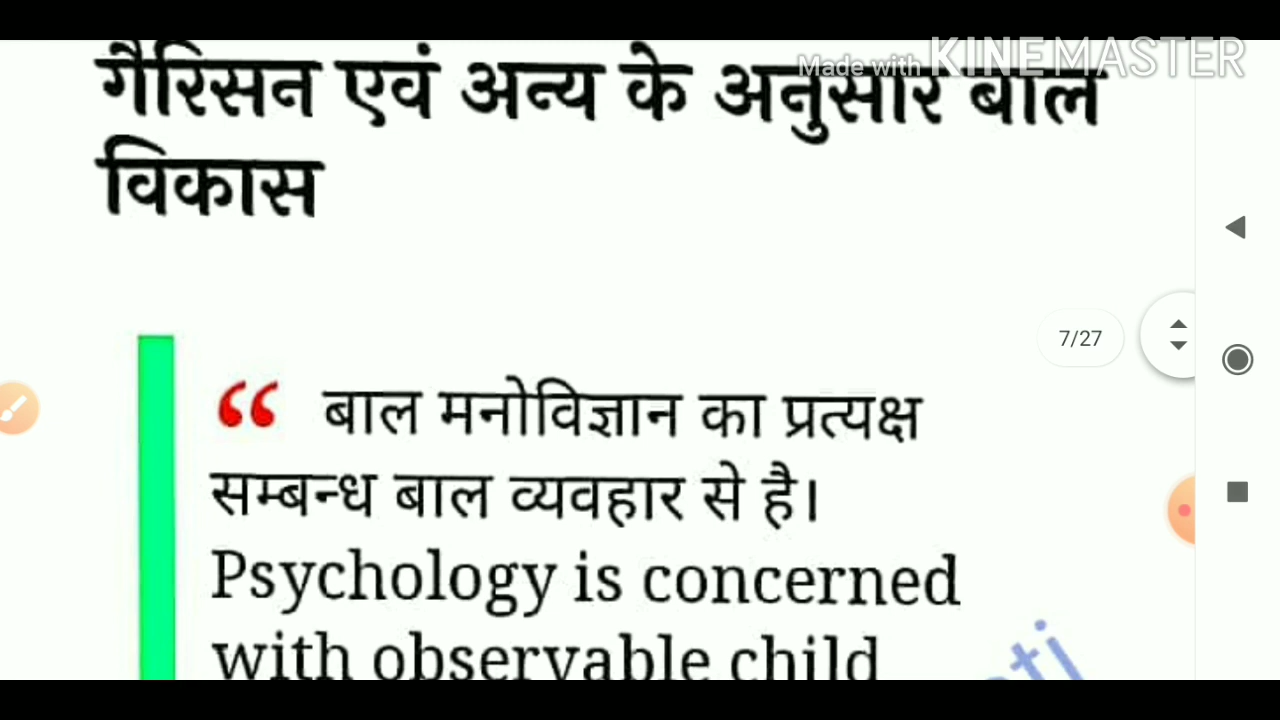 Made with KINEMASTER
गैरिसन एवं अन्य के अनुसार बाल
विकास
7/27
“ बाल मनोविज्ञान का प्रत्यक्ष
सम्बन्ध बाल व्यवहार से है।
Psychology is concerned
with observable child